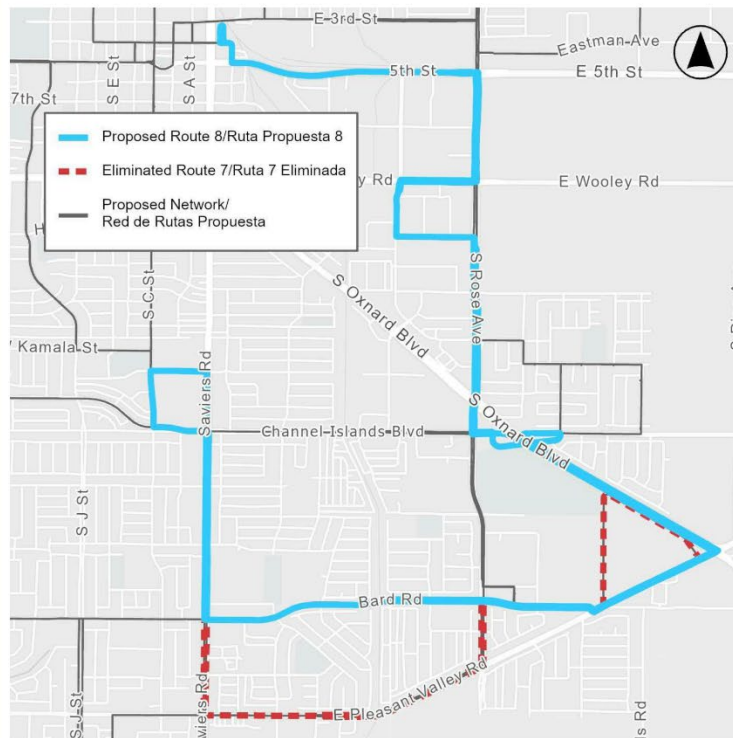 E 3rd St
Eastman Ave
S E St
S A St
5th St
E 5th St
7th St
Proposed Route 8/Ruta Propuesta 8
Eliminated Route 7/Ruta 7 Eliminada
Proposed Network/
Red de Rutas Propuesta
y Rd
E Wooley Rd
H
S C St
S Rose Ave
S Oxnard Blvd
Kamala St
Saviers Rd
S Oxnard Blvd
Channel Islands Blvd
S J St
Bard Rd
E Pleasant Valley Rd
S J St
viers Rd
ls Rd